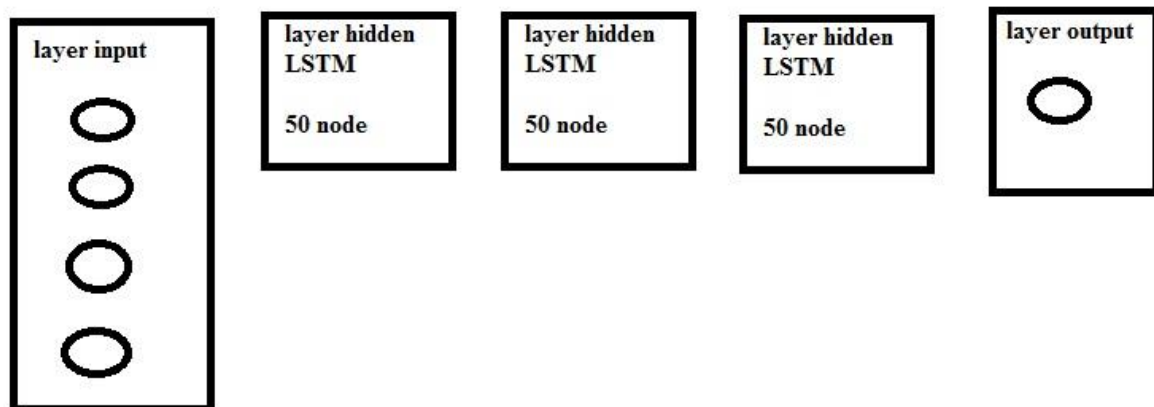 layer input
layer hidden
LSTM
50 node
layer hidden
LSTM
50 node
layer hidden
LSTM
50 node
layer output